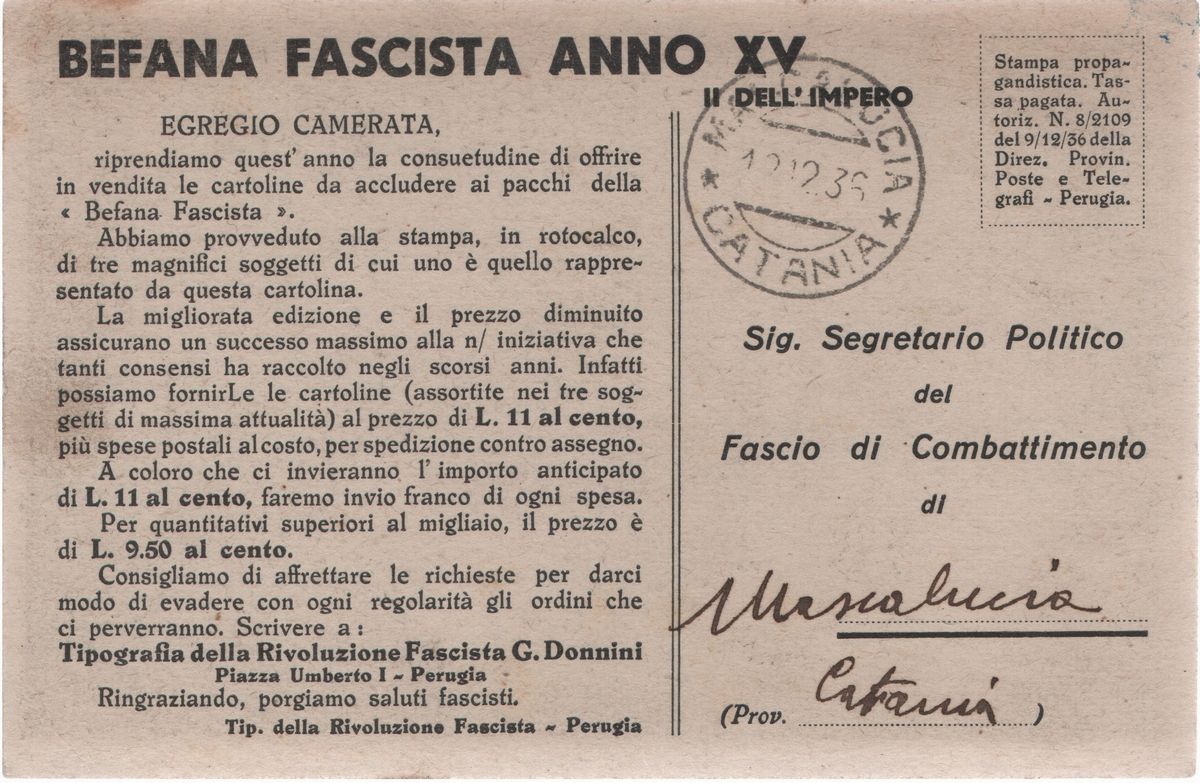 BEFANA FASCISTA ANNO XV
II DELL'IMPERO
EGREGIO CAMERATA,
riprendiamo quest' anno la consuetudine di offrire
in vendita le cartoline da accludere ai pacchi della
« Befana Fascista ».
Abbiamo provveduto alla stampa, in rotocalco,
di tre magnifici soggetti di cui uno è quello rappre-
sentato da questa cartolina.
La migliorata edizione e il prezzo diminuito
assicurano un successo massimo alla n/ iniziativa che
tanti consensi ha raccolto negli scorsi anni. Infatti
possiamo fornirLe le cartoline (assortite nei tre sog-
getti di massima attualità) al prezzo di L. 11 al cento,
più spese postali al costo, per spedizione contro assegno.
A coloro che ci invieranno l' importo anticipato
di L. 11 al cento, faremo invio franco di ogni spesa.
Per quantitativi superiori al migliaio, il prezzo è
di L. 9.50 al cento.
Consigliamo di affrettare le richieste per darci
modo di evadere con ogni regolarità gli ordini che
ci perverranno. Scrivere a :
Tipografia della Rivoluzione Fascista G. Donnini
Piazza Umberto I - Perugia
Ringraziando, porgiamo saluti fascisti.
Tip. della Rivoluzione Fascista - Perugia
CATANIA
Stampa propa-
gandistica. Tas-
sa pagata. Au-
toriz. N. 8/2109
del 9/12/36 della
Direz. Provin.
Poste e Tele-
grafi - Perugia.
Sig. Segretario Politico
del
Fascio di Combattimento
di
Mascalucia
(Prov. Catania )